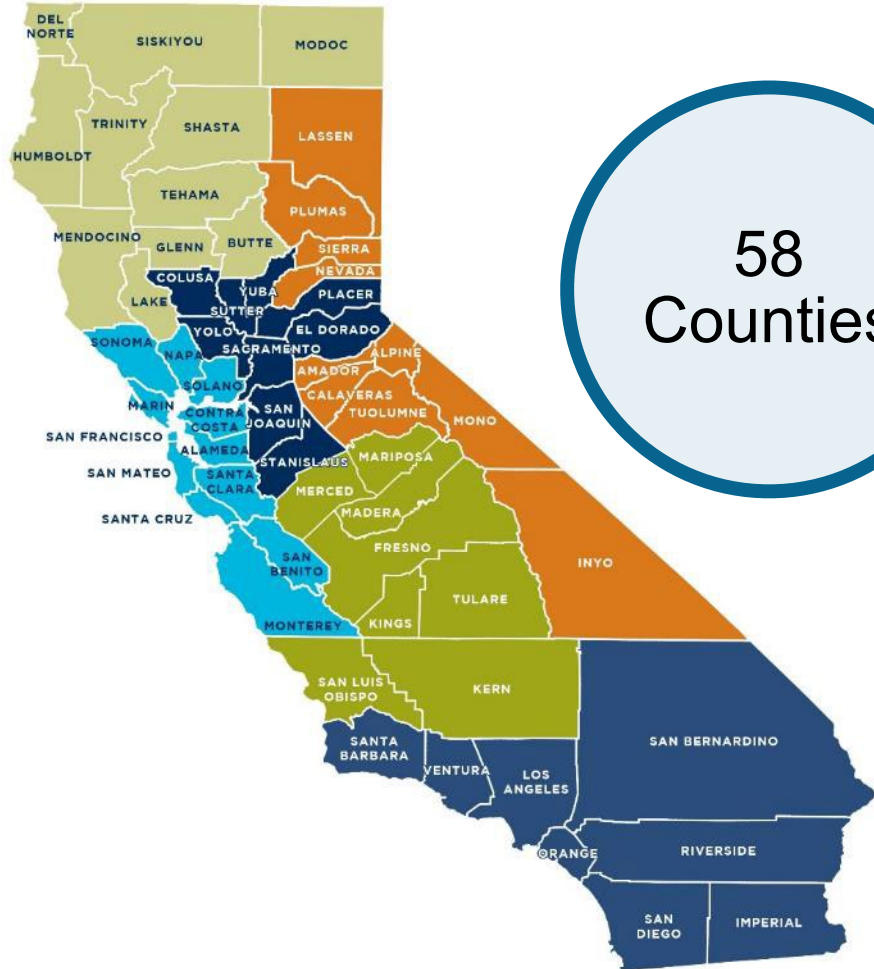 DEL
NORTE
SISKIYOU
MODOC
TRINITY
SHASTA
LASSEN
HUMBOLDT
TEHAMA
PLUMAS
MENDOCINO
GLENN
BUTTE
SIERRA
NEVADA
COLUSA
YUBA
PLACER
LAKE
SUTTER
YOLO
EL DORADO
SONOMA
NAPA
SACRAMENTO
ALPINE
AMADOR
SOLANO
CALAVERAS
MARIN
CONTRA
COSTA
SAN
JOAQUIN
TUOLUMNE
MONO
SAN FRANCISCO
ALAMEDA
STANISLAUS
MARIPOSA
SAN MATEO
SANTA
CLARA
MERCED
MADERA
SANTA CRUZ
FRESNO
SAN
BENITO
INYO
TULARE
MONTEREY
KINGS
SAN LUIS
OBISPO
KERN
SANTA
BARBARA
VENTURA
LOS
ANGELES
SAN BERNARDINO
ORANGE
RIVERSIDE
SAN
DIEGO
IMPERIAL
58
Counties